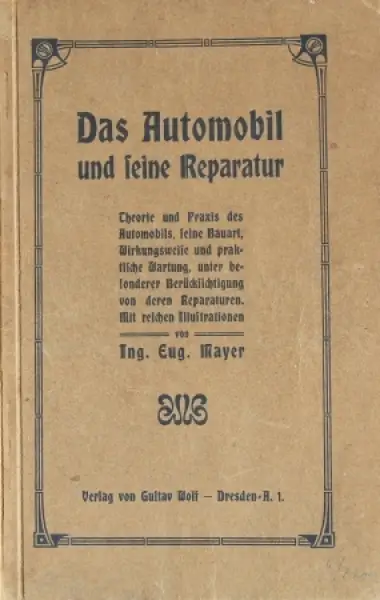 Das Automobil
und ſeine Reparatur
Theorie und Praxis des
Automobils, ſeine Bauart,
Wirkungsweiſe und prak-
tiſche Wartung, unter be-
ſonderer Berückſichtigung
von deren Reparaturen.
Mit reichen Illuſtrationen
von
Ing. Eug. Mayer
Verlag von Guſtav Wolf — Dresden-A. 1.